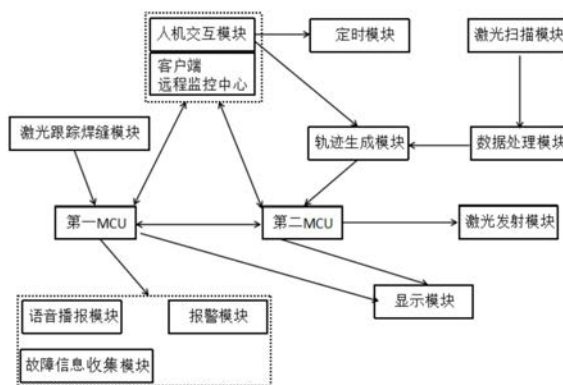 人机交互模块
定时模块
激光扫描模块
客户端
远程监控中心
激光跟踪焊缝模块
轨迹生成模块
数据处理模块
第一MCU
第二MCU
激光发射模块
显示模块
语音播报模块
报警模块
故障信息收集模块